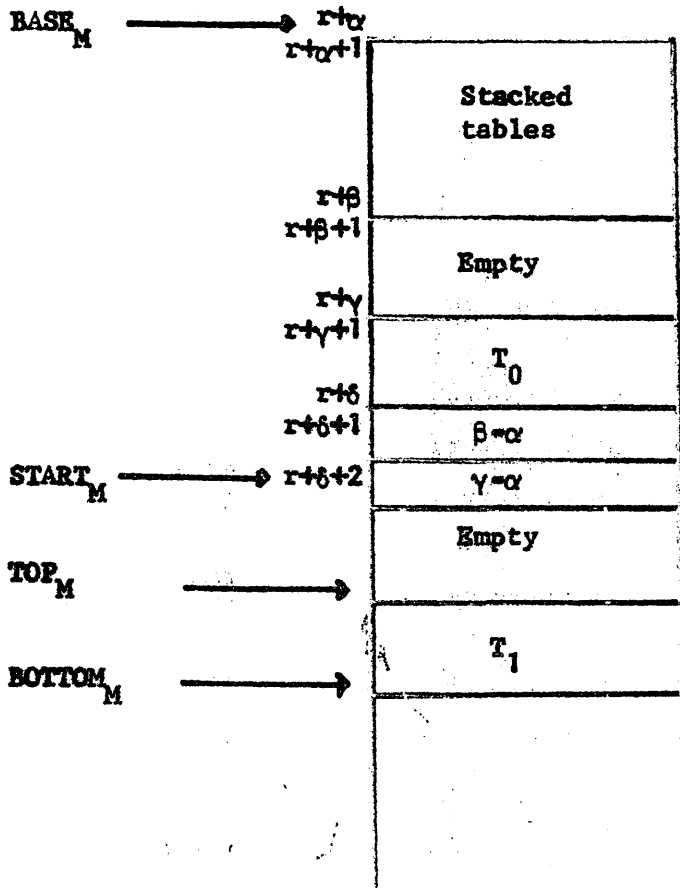 BASE_M r+α
r+α+1
Stacked
tables
r+β
r+β+1
Empty
r+γ
r+γ+1
T_0
r+δ
r+δ+1 β-α
START_M r+δ+2 γ-α
Empty
TOP_M
T_1
BOTTOM_M